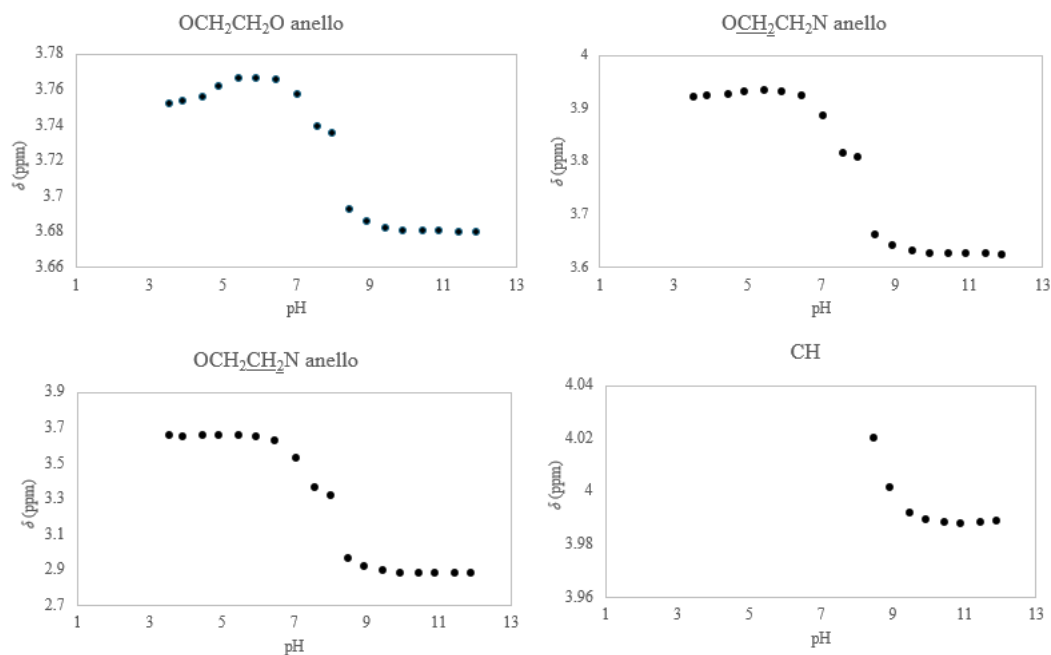 OCH₂CH₂O anello
3.78
3.76
3.74
3.72
3.7
3.68
3.66
δ (ppm)
1 3 5 7 9 11 13
pH
OCH₂CH₂N anello
4
3.9
3.8
3.7
3.6
δ (ppm)
1 3 5 7 9 11 13
pH
OCH₂CH₂N anello
3.9
3.7
3.5
3.3
3.1
2.9
2.7
δ (ppm)
1 3 5 7 9 11 13
pH
CH
4.04
4.02
4
3.98
3.96
δ (ppm)
1 3 5 7 9 11 13
pH